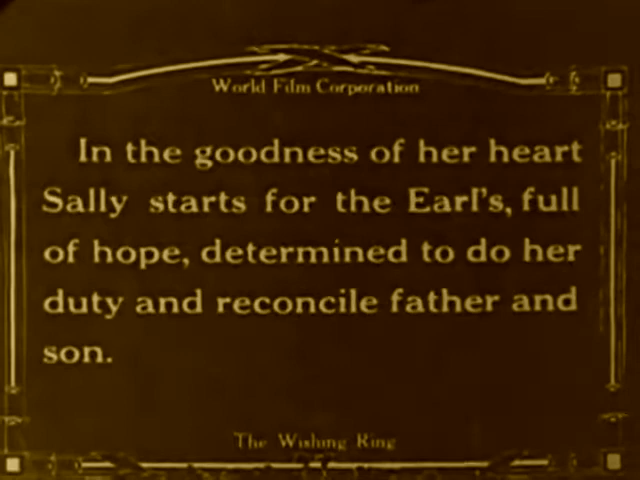 World Film Corporation
In the goodness of her heart
Sally starts for the Earl's, full
of hope, determined to do her
duty and reconcile father and
son.
The Wishing Ring